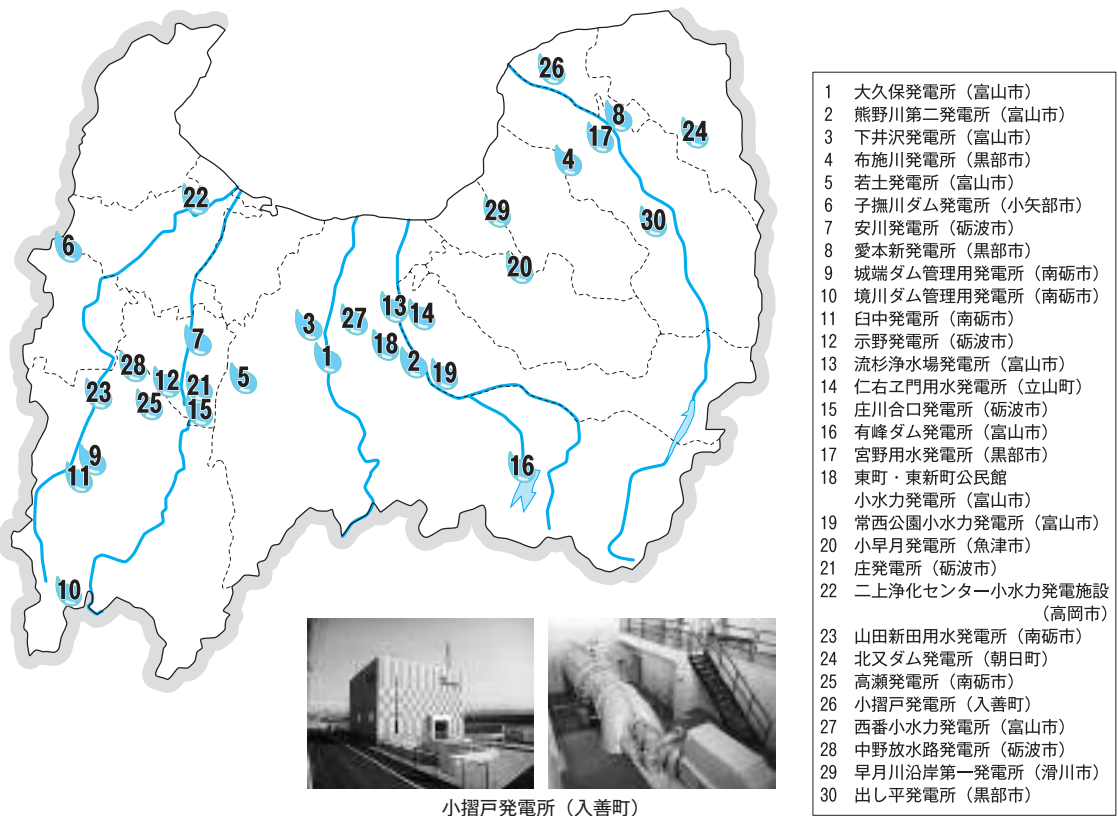 26
8
17
24
4
22
29
30
6
20
13
14
3
27
7
18
1
2
28
12
21
5
19
23
25
15
9
11
16
10
1 大久保発電所（富山市）
2 熊野川第二発電所（富山市）
3 下井沢発電所（富山市）
4 布施川発電所（黒部市）
5 若土発電所（富山市）
6 子撫川ダム発電所（小矢部市）
7 安川発電所（砺波市）
8 愛本新発電所（黒部市）
9 城端ダム管理用発電所（南砺市）
10 境川ダム管理用発電所（南砺市）
11 臼中発電所（南砺市）
12 示野発電所（砺波市）
13 流杉浄水場発電所（富山市）
14 仁右ヱ門用水発電所（立山町）
15 庄川合口発電所（砺波市）
16 有峰ダム発電所（富山市）
17 宮野用水発電所（黒部市）
18 東町・東新町公民館
小水力発電所（富山市）
19 常西公園小水力発電所（富山市）
20 小早月発電所（魚津市）
21 庄発電所（砺波市）
22 二上浄化センター小水力発電施設
（高岡市）
23 山田新田用水発電所（南砺市）
24 北又ダム発電所（朝日町）
25 高瀬発電所（南砺市）
26 小摺戸発電所（入善町）
27 西番小水力発電所（富山市）
28 中野放水路発電所（砺波市）
29 早月川沿岸第一発電所（滑川市）
30 出し平発電所（黒部市）
小摺戸発電所（入善町）